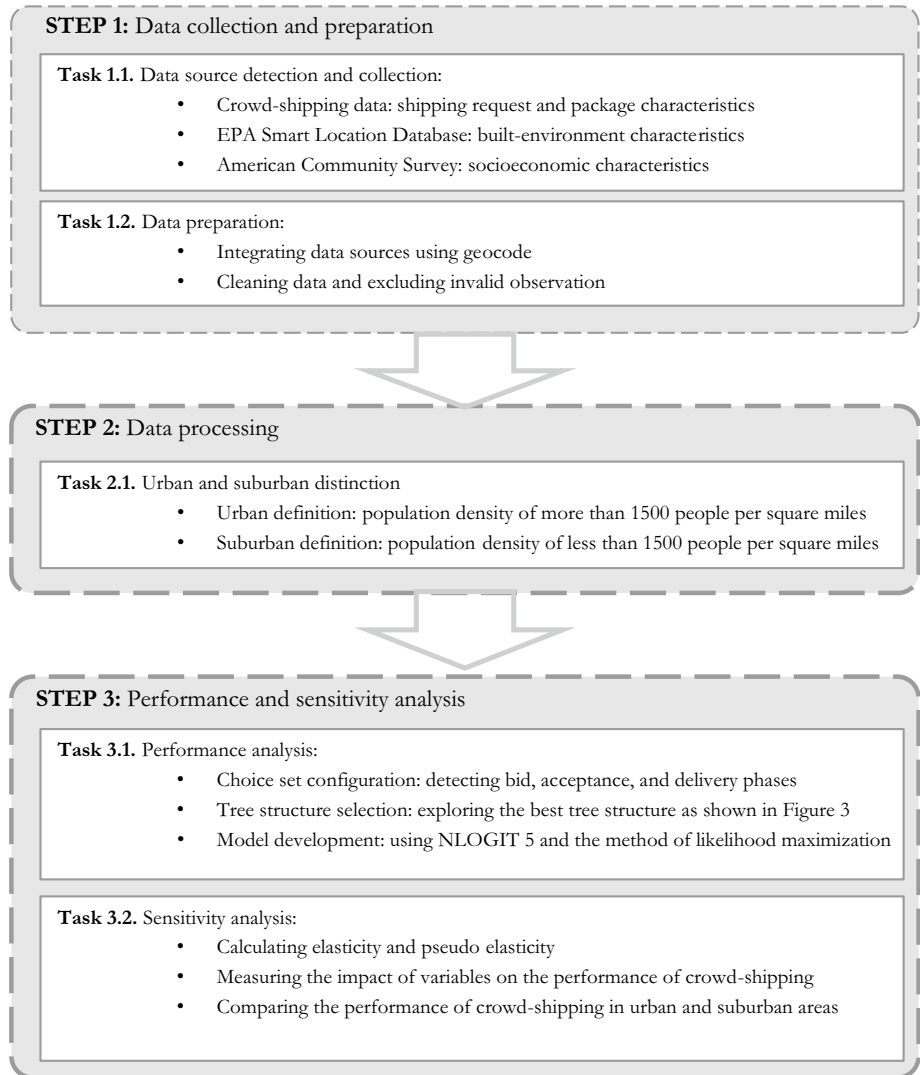 STEP 1: Data collection and preparation
Task 1.1. Data source detection and collection:
• Crowd-shipping data: shipping request and package characteristics
• EPA Smart Location Database: built-environment characteristics
• American Community Survey: socioeconomic characteristics
Task 1.2. Data preparation:
• Integrating data sources using geocode
• Cleaning data and excluding invalid observation
STEP 2: Data processing
Task 2.1. Urban and suburban distinction
• Urban definition: population density of more than 1500 people per square miles
• Suburban definition: population density of less than 1500 people per square miles
STEP 3: Performance and sensitivity analysis
Task 3.1. Performance analysis:
• Choice set configuration: detecting bid, acceptance, and delivery phases
• Tree structure selection: exploring the best tree structure as shown in Figure 3
• Model development: using NLOGIT 5 and the method of likelihood maximization
Task 3.2. Sensitivity analysis:
• Calculating elasticity and pseudo elasticity
• Measuring the impact of variables on the performance of crowd-shipping
• Comparing the performance of crowd-shipping in urban and suburban areas